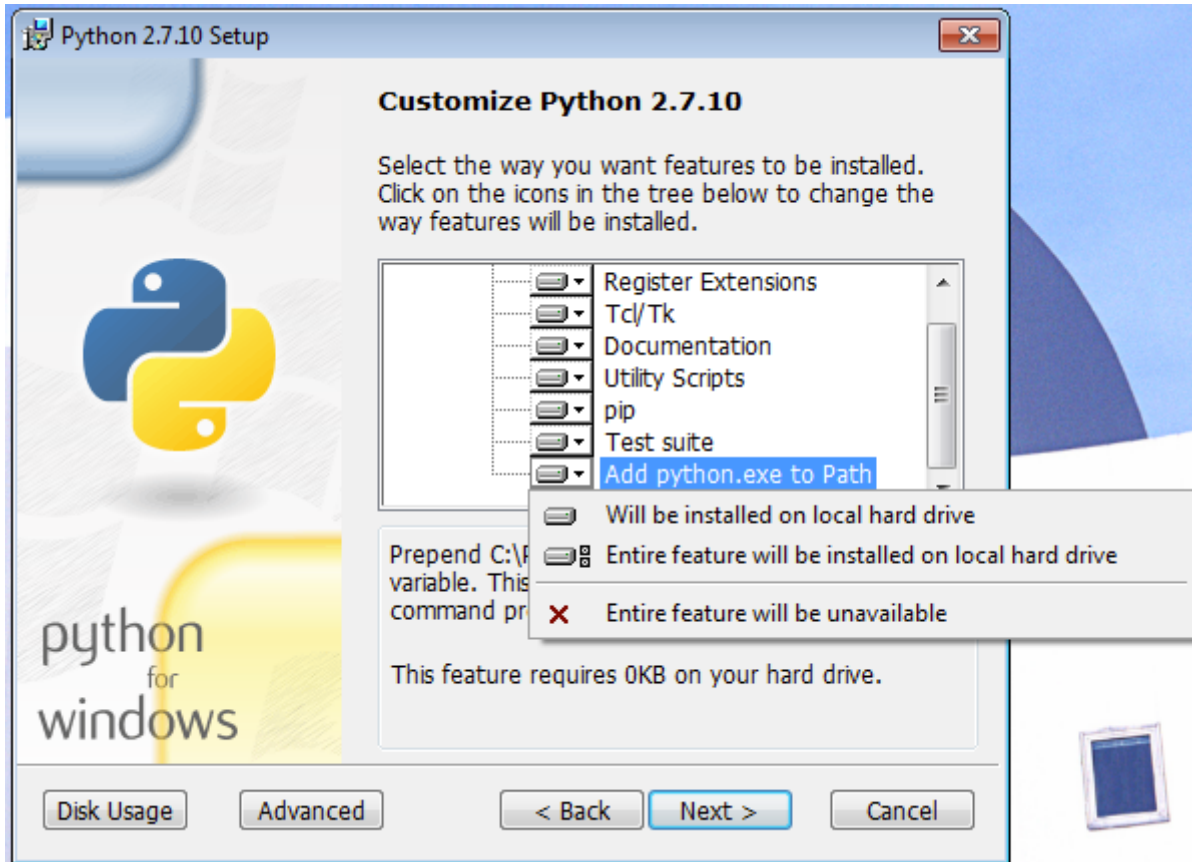 Python 2.7.10 Setup
Customize Python 2.7.10
Select the way you want features to be installed.
Click on the icons in the tree below to change the
way features will be installed.
Register Extensions
Tcl/Tk
Documentation
Utility Scripts
pip
Test suite
Add python.exe to Path
Will be installed on local hard drive
Entire feature will be installed on local hard drive
Entire feature will be unavailable
Prepend C:\
variable. This
command
This feature requires 0KB on your hard drive.
python
for
windows
Disk Usage
Advanced
< Back
Next >
Cancel